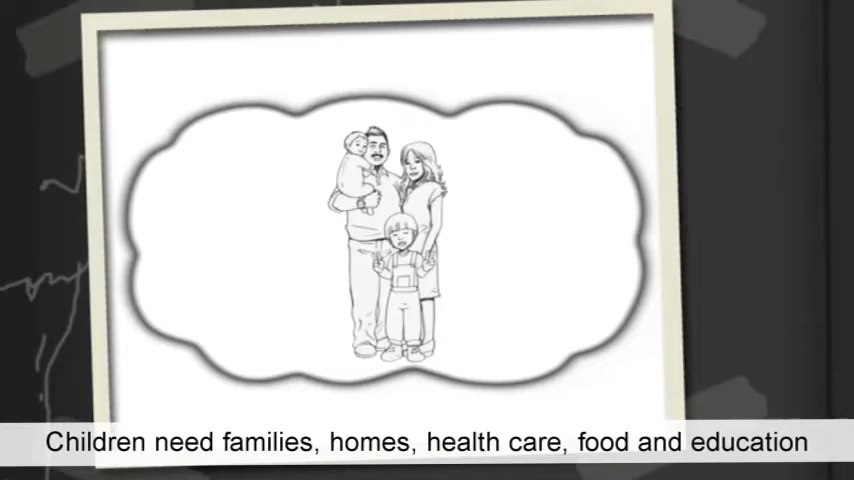 Children need families, homes, health care, food and education